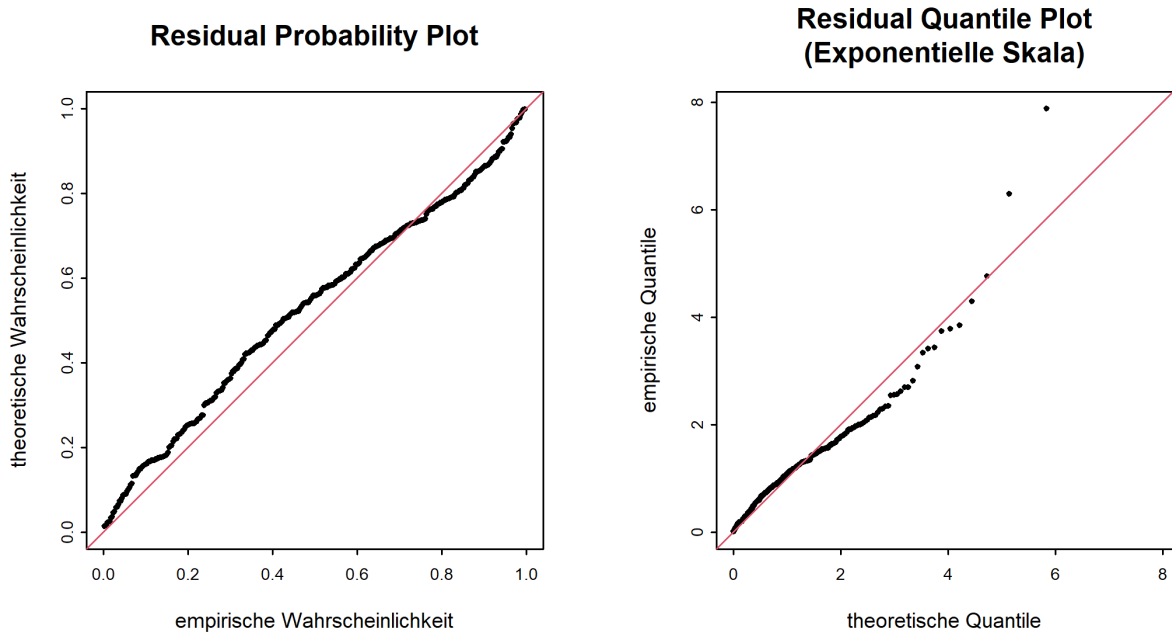 Residual Probability Plot
theoretische Wahrscheinlichkeit
1.0
0.8
0.6
0.4
0.2
0.0
0.0 0.2 0.4 0.6 0.8 1.0
empirische Wahrscheinlichkeit
Residual Quantile Plot
(Exponentielle Skala)
empirische Quantile
8
6
4
2
0
0 2 4 6 8
theoretische Quantile